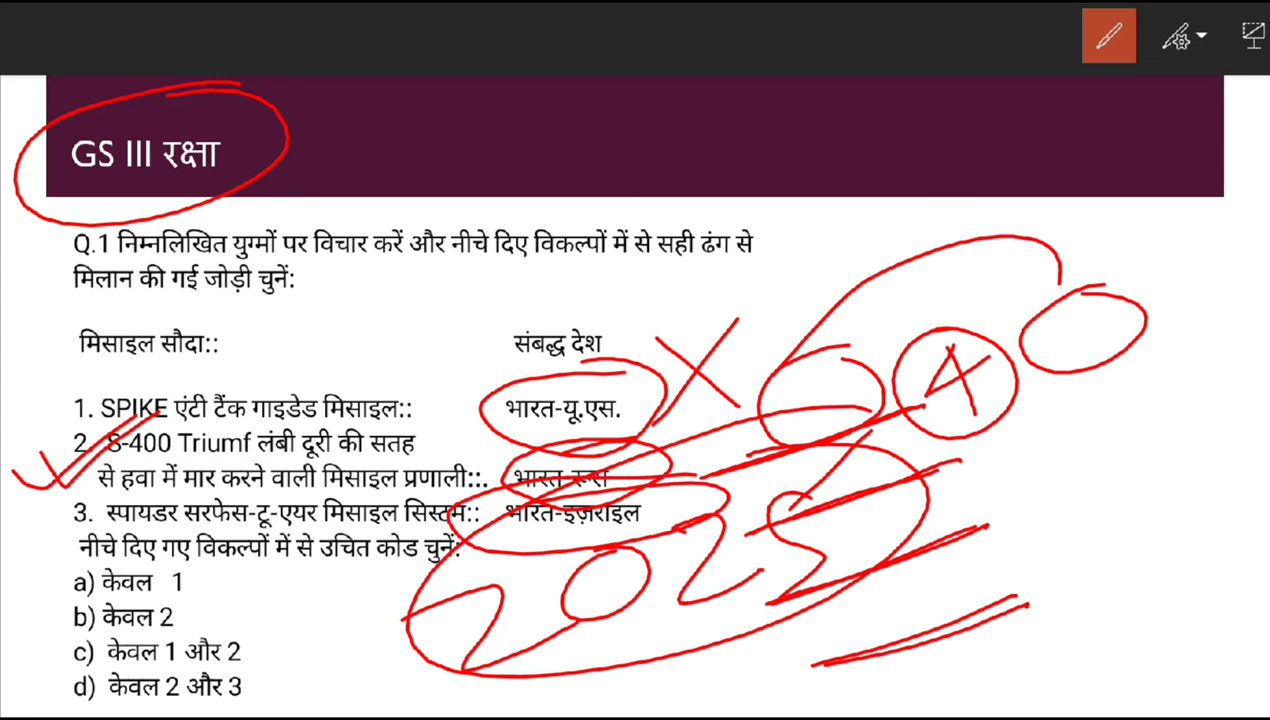 GS III रक्षा
Q.1 निम्नलिखित युग्मों पर विचार करें और नीचे दिए विकल्पों में से सही ढंग से
मिलान की गई जोड़ी चुनें:
मिसाइल सौदा:: संबद्ध देश
1. SPIKE एंटी टैंक गाइडेड मिसाइल:: भारत-यू.एस.
2. S-400 Triumf लंबी दूरी की सतह
से हवा में मार करने वाली मिसाइल प्रणाली::. भारत-रूस
3. स्पायडर सरफेस-टू-एयर मिसाइल सिस्टम:: भारत-इज़राइल
नीचे दिए गए विकल्पों में से उचित कोड चुनें:
a) केवल 1
b) केवल 2
c) केवल 1 और 2
d) केवल 2 और 3